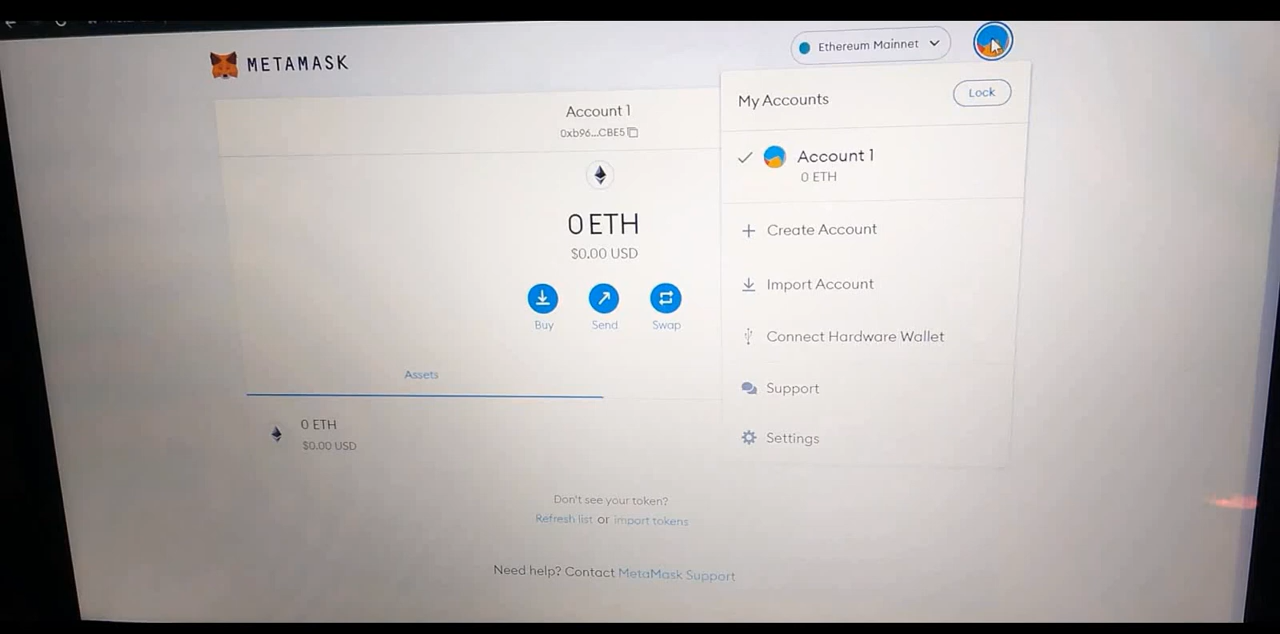 METAMASK
Ethereum Mainnet
Account 1
0xb96...CBE5
0 ETH
$0.00 USD
Buy
Send
Swap
Assets
0 ETH
$0.00 USD
Don't see your token?
Refresh list or import tokens
Need help? Contact MetaMask Support
My Accounts
Lock
Account 1
0 ETH
Create Account
Import Account
Connect Hardware Wallet
Support
Settings